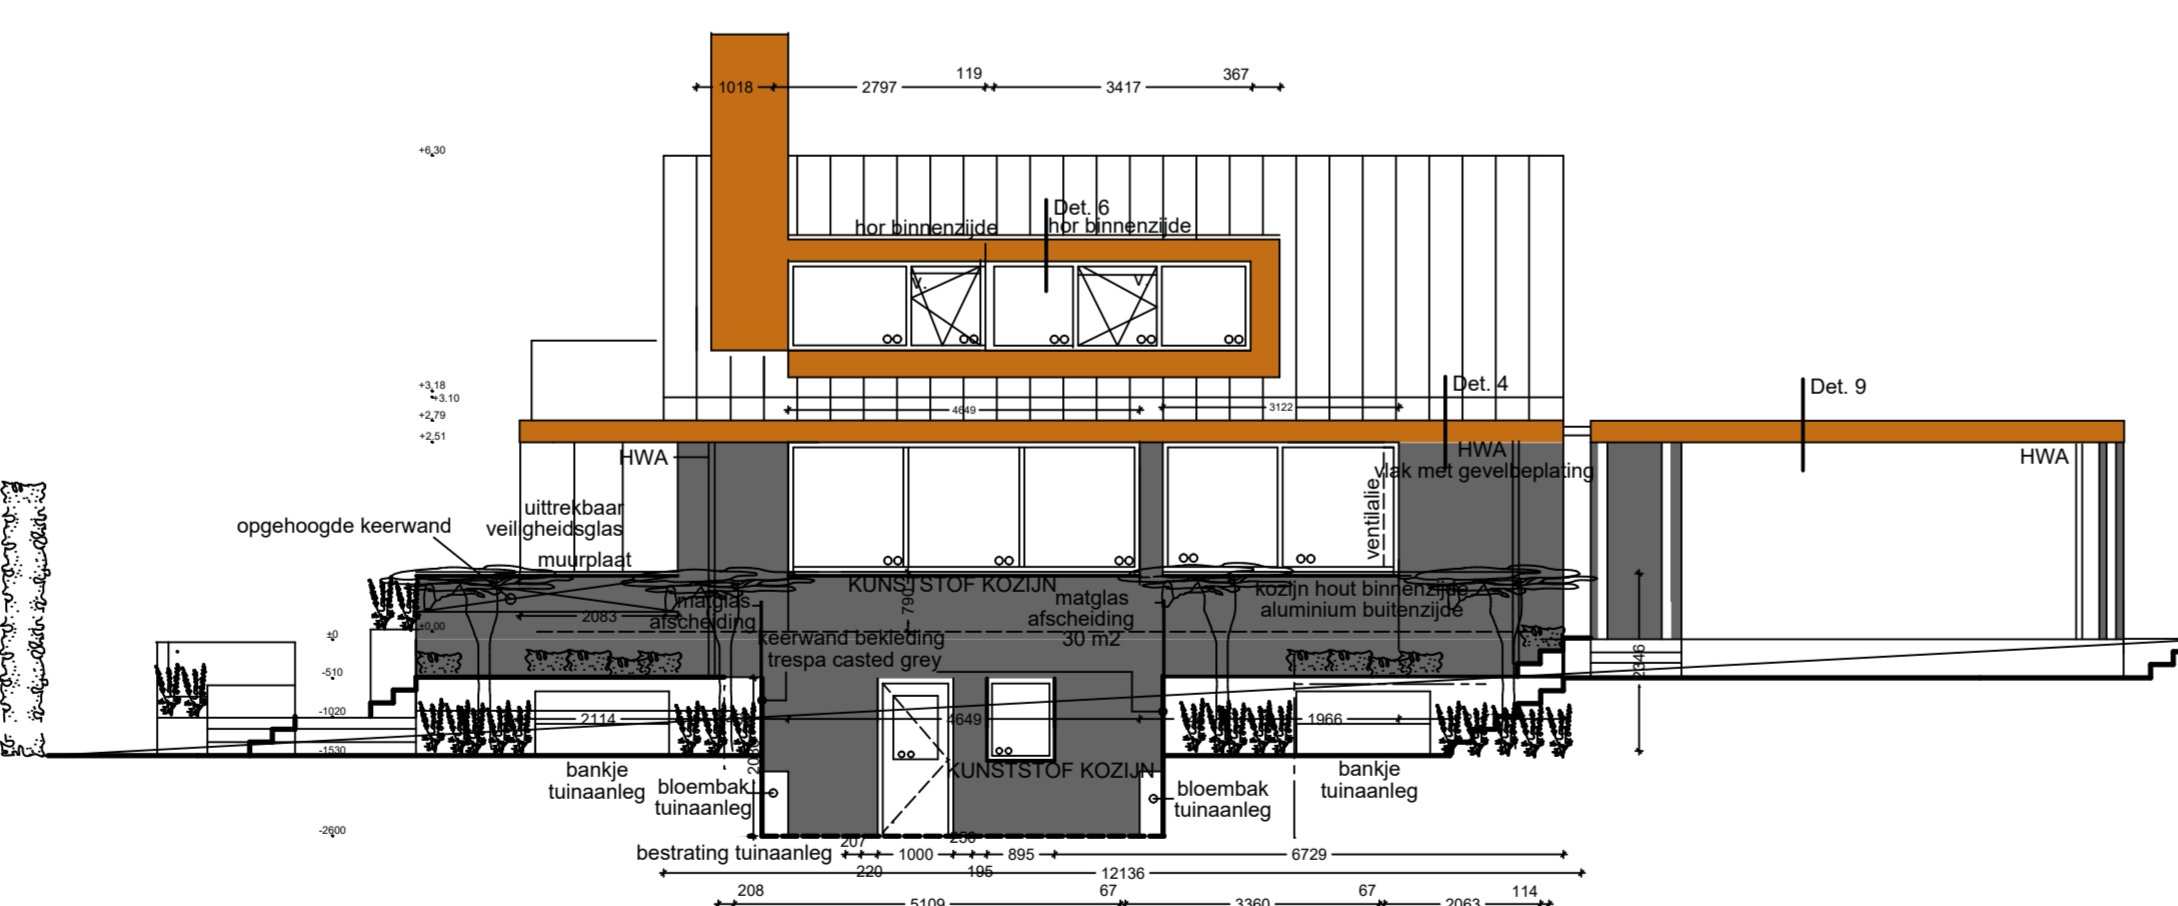 119
367
1018
2797
3417
+6,30
Det. 6
hor binnenzijde
hor binnenzijde
V.
V.
+3,18
+3.10
+2,79
+2,51
4649
3122
Det. 4
Det. 9
HWA
HWA
vlak met gevelbeplating
HWA
ventilalie
uittrekbaar
veiligheidsglas
opgehoogde keerwand
muurplaat
KUNSTSTOF KOZIJN
790
kozijn hout binnenzijde
aluminium buitenzijde
matglas
afscheiding
matglas
afscheiding
30 m2
2083
±0,00
±0
keerwand bekleding
trespa casted grey
-510
2346
-1020
2114
4649
1966
-1530
KUNSTSTOF KOZIJN
bankje
tuinaanleg
bloembak
tuinaanleg
bloembak
tuinaanleg
bankje
tuinaanleg
-2600
207
250
bestrating tuinaanleg
1000
895
6729
220
195
12136
208
67
67
114
5109
3360
2063